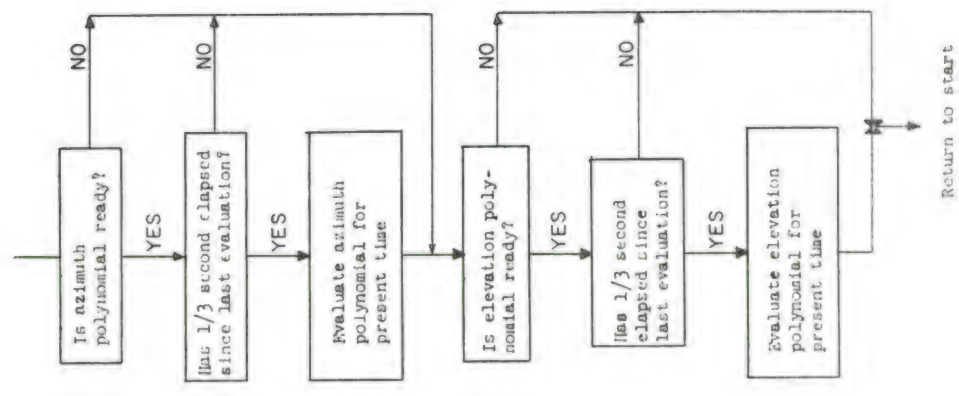 Is azimuth
polynomial ready?
NO
YES
Has 1/3 second elapsed
since last evaluation?
NO
YES
Evaluate azimuth
polynomial for
present time
Is elevation poly-
nomial ready?
NO
YES
Has 1/3 second
elapsed since
last evaluation?
NO
YES
Evaluate elevation
polynomial for
present time
Return to start